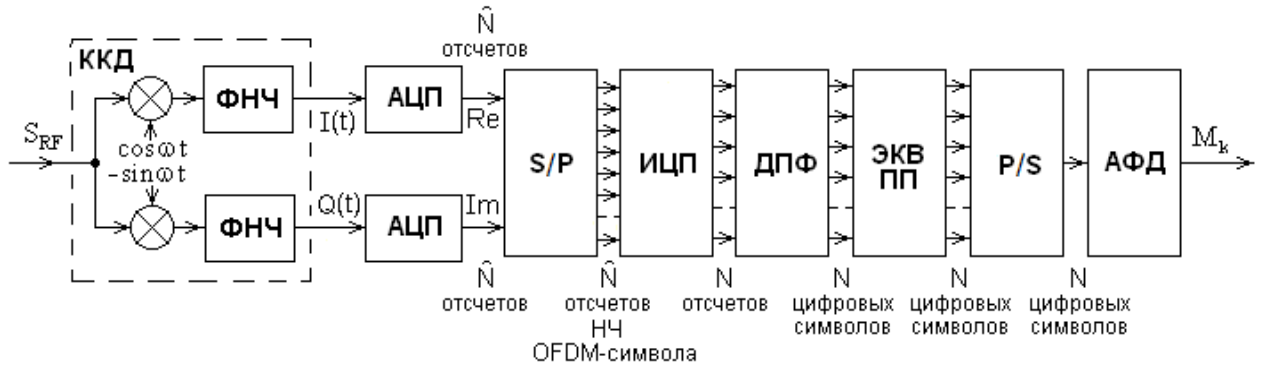 N̂
отсчетов
ККД
ФНЧ
АЦП
I(t)
Re
S_RF
cosωt
-sinωt
S/P
ИЦП
ДПФ
ЭКВ
ПП
P/S
АФД
M_k
ФНЧ
Q(t)
АЦП
Im
N̂
отсчетов
N̂
отсчетов
НЧ
OFDM-символа
N
отсчетов
N
цифровых
символов
N
цифровых
символов
N
цифровых
символов